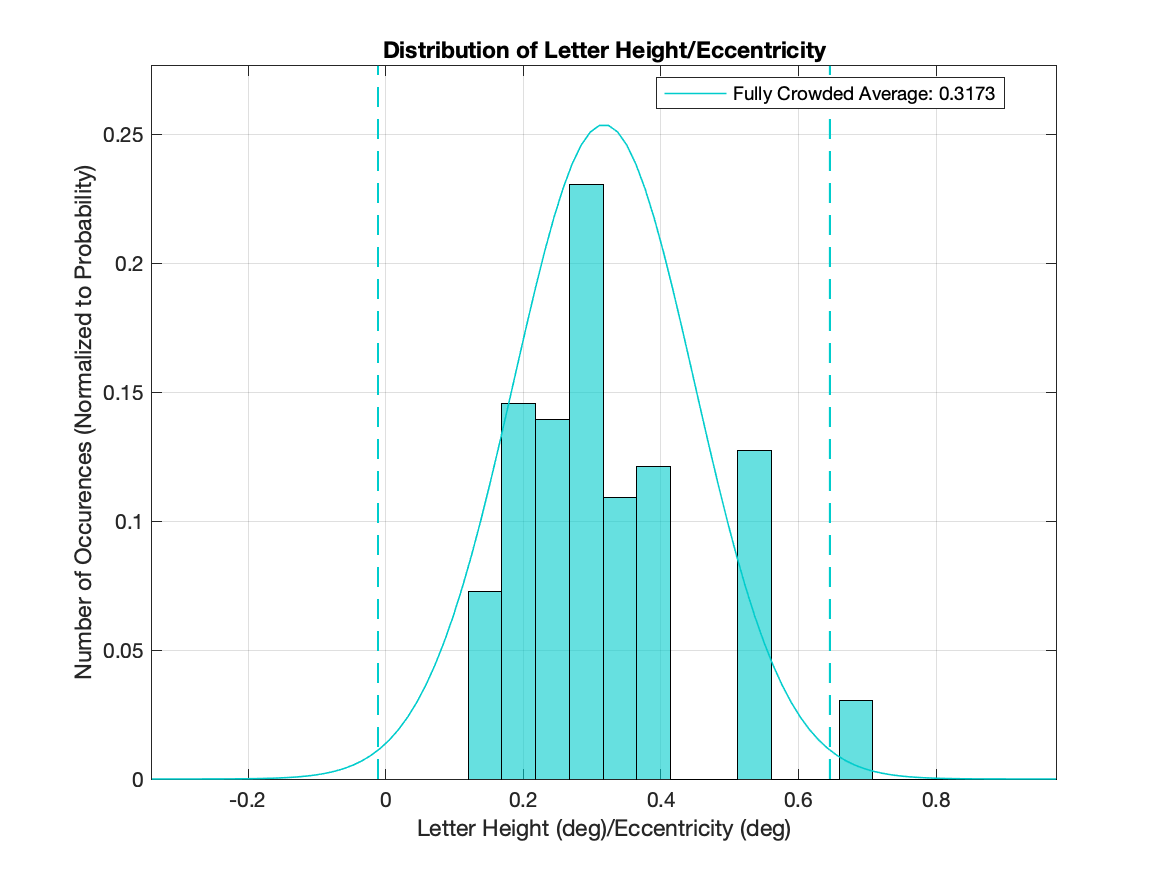 Distribution of Letter Height/Eccentricity
Fully Crowded Average: 0.3173
Number of Occurences (Normalized to Probability)
0.25
0.2
0.15
0.1
0.05
0
-0.2 0 0.2 0.4 0.6 0.8
Letter Height (deg)/Eccentricity (deg)